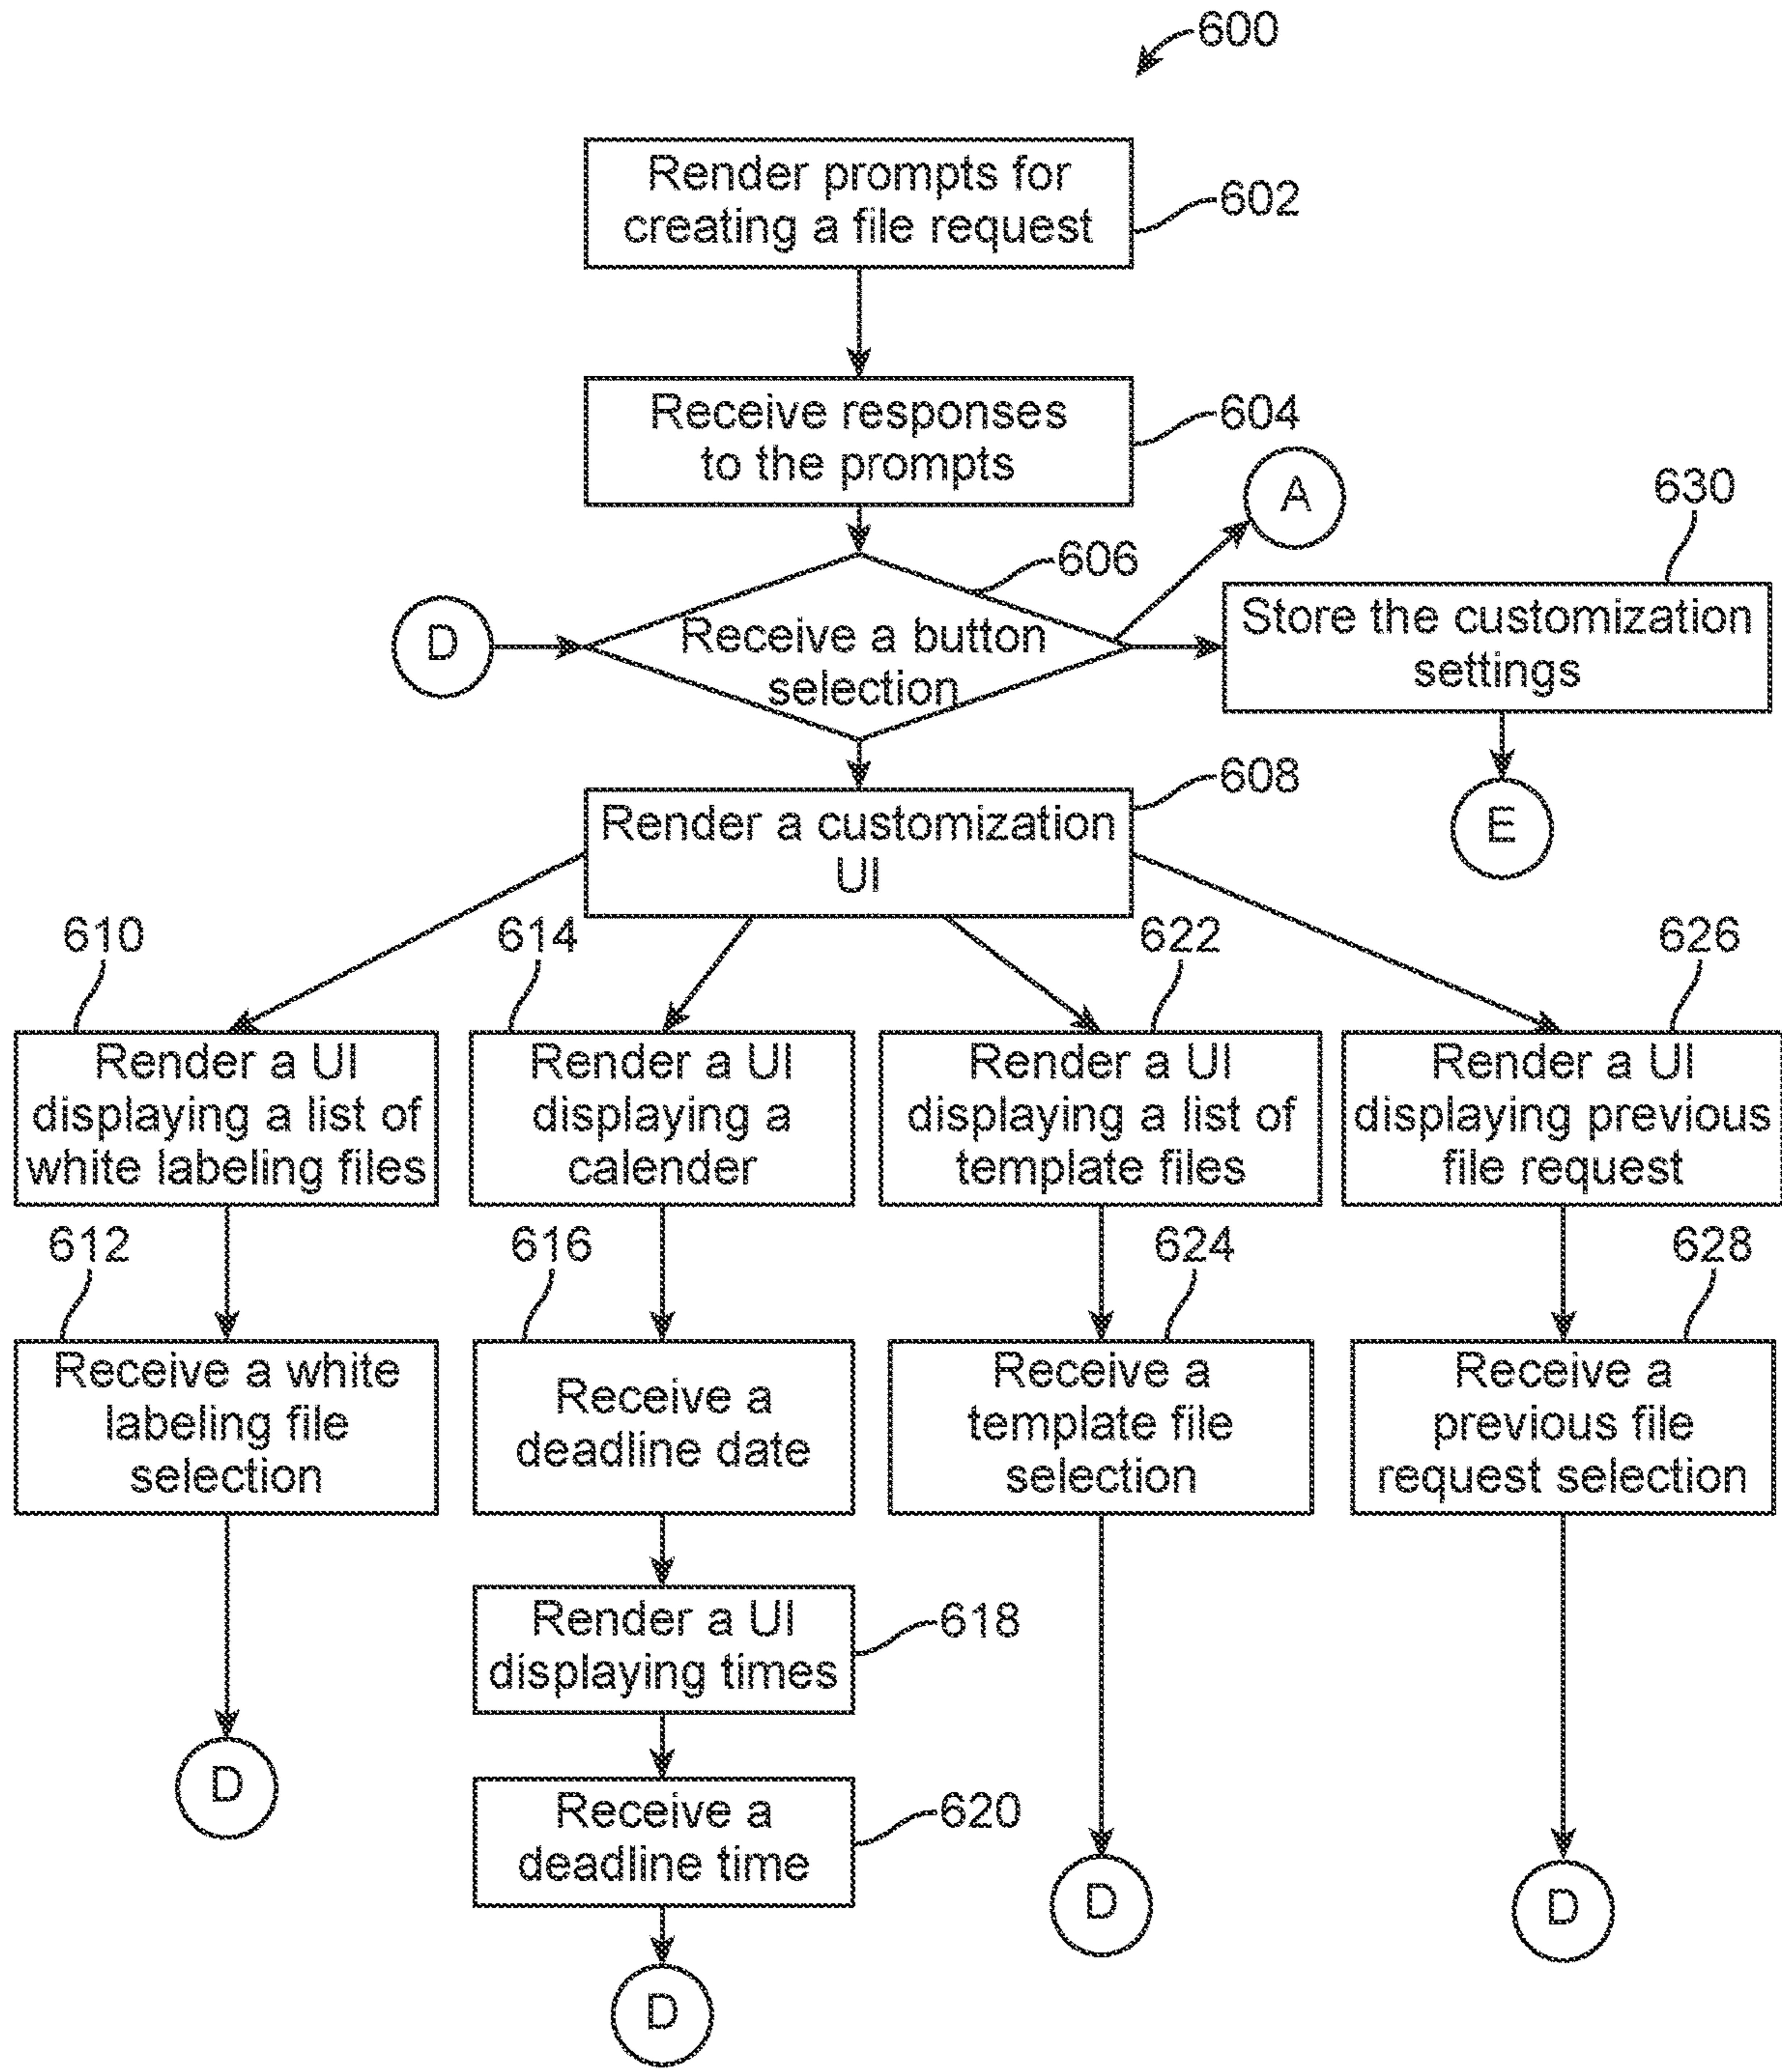 600
Render prompts for
creating a file request
602
Receive responses
to the prompts
604
A
630
606
D
Receive a button
selection
Store the customization
settings
608
Render a customization
UI
E
610
614
622
626
Render a UI
displaying a list of
white labeling files
Render a UI
displaying a
calender
Render a UI
displaying a list of
template files
Render a UI
displaying previous
file request
612
616
624
628
Receive a white
labeling file
selection
Receive a
deadline date
Receive a
template file
selection
Receive a
previous file
request selection
Render a UI
displaying times
618
D
Receive a
deadline time
620
D
D
D